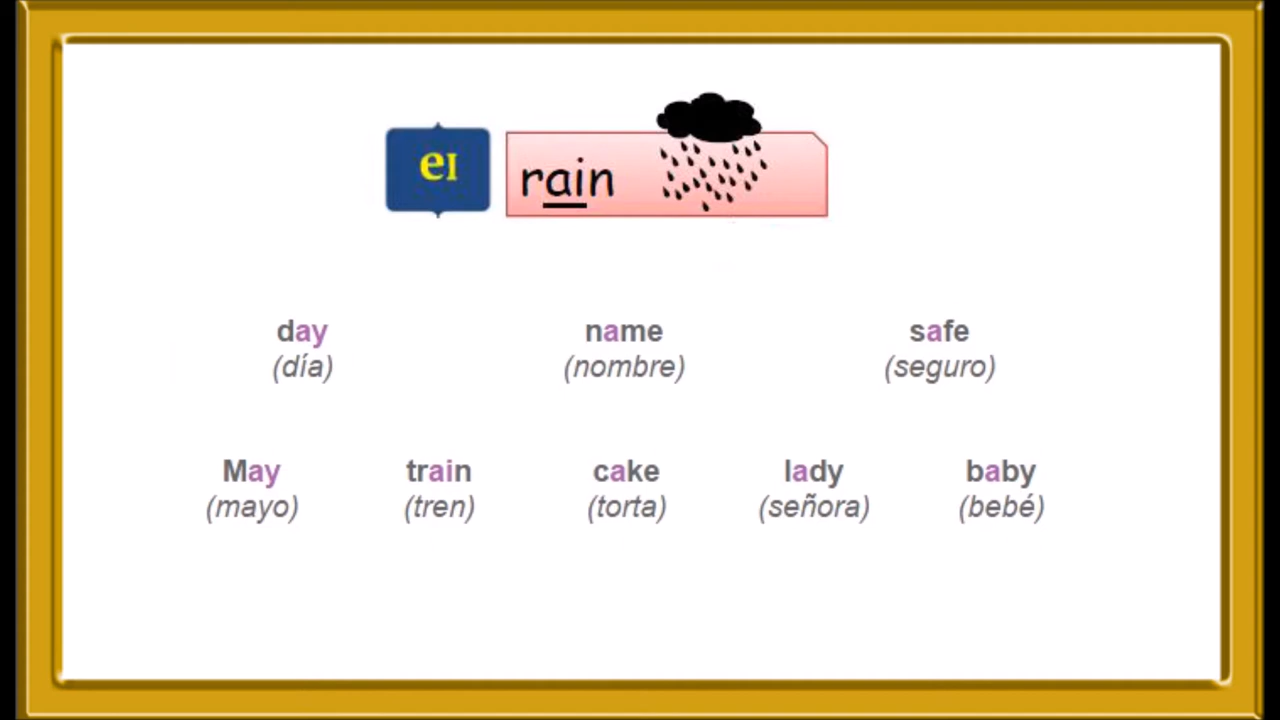 eɪ rain
day name safe
(día) (nombre) (seguro)
May train cake lady baby
(mayo) (tren) (torta) (señora) (bebé)